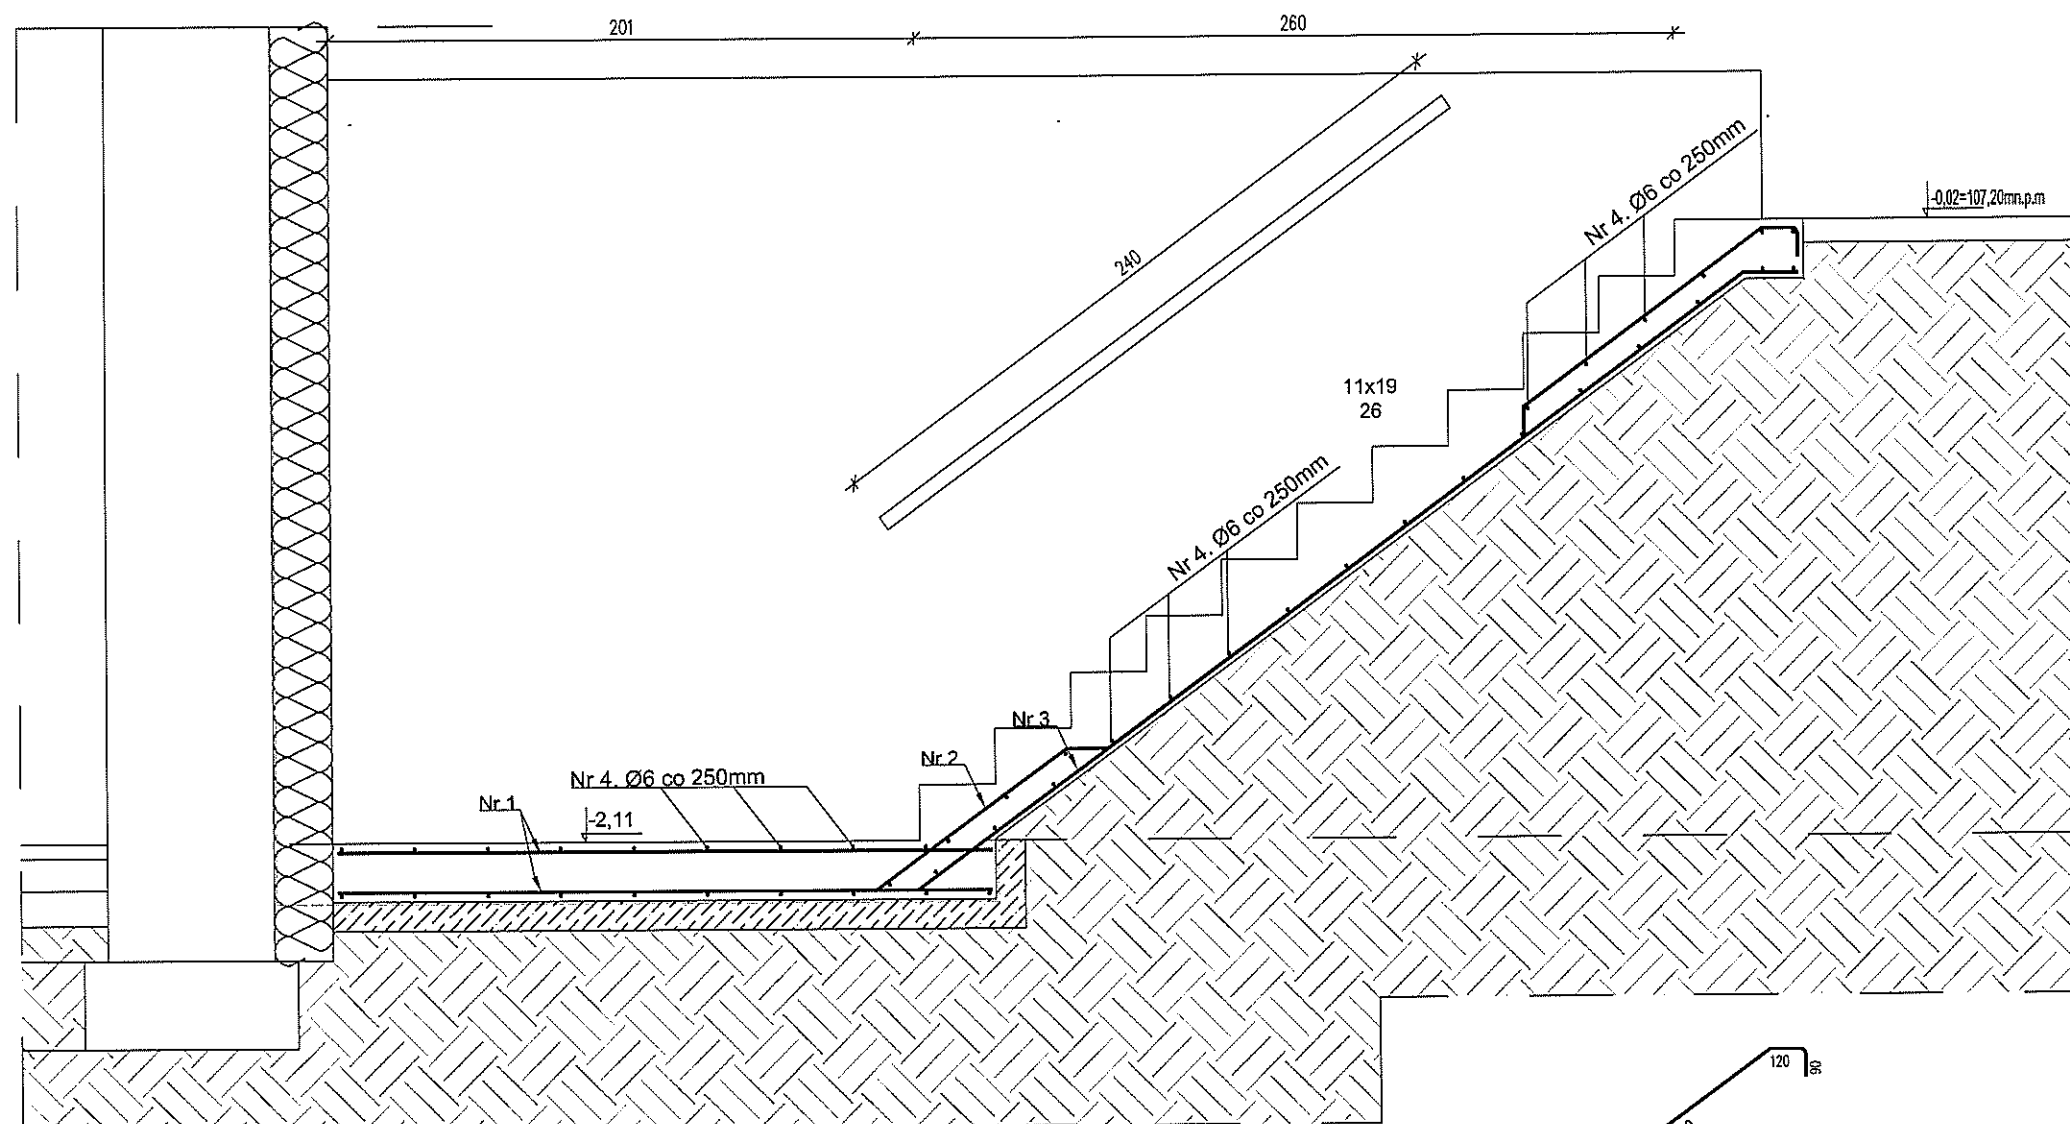 201
260
240
Nr 4. Ø6 co 250mm
-0,02=107,20mn.p.m
11x19
26
Nr 4. Ø6 co 250mm
Nr 3
Nr 2
Nr 4. Ø6 co 250mm
Nr 1
-2,11
120
90